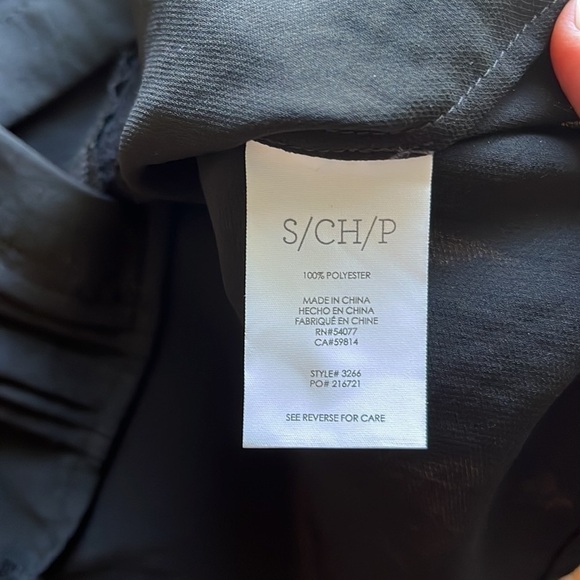 S/CH/P
100% POLYESTER
MADE IN CHINA
HECHO EN CHINA
FABRIQUÉ EN CHINE
RN#54077
CA#59814
STYLE# 3266
PO# 216721
SEE REVERSE FOR CARE